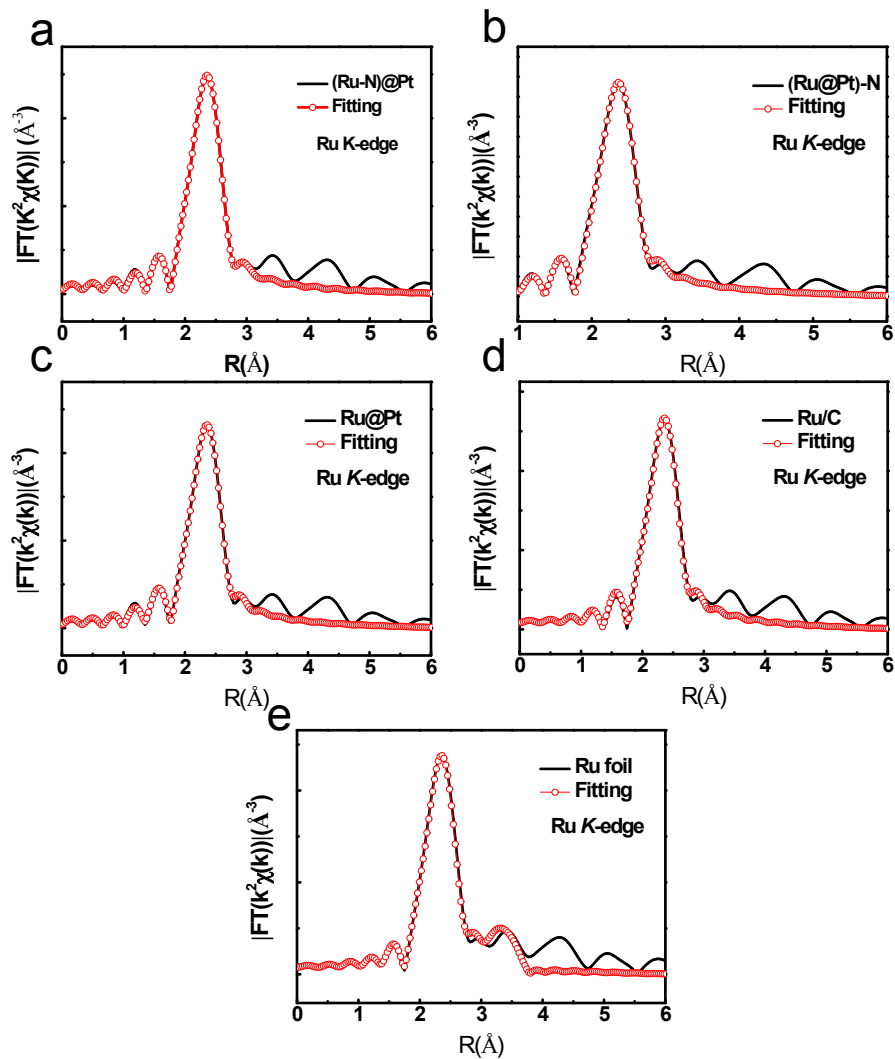 a
(Ru-N)@Pt
Fitting
Ru K-edge
|FT(K²χ(K))| (Å⁻³)
0 1 2 3 4 5 6
R(Å)
b
(Ru@Pt)-N
Fitting
Ru K-edge
|FT(k²χ(k))|(Å⁻³)
1 2 3 4 5 6
R(Å)
c
Ru@Pt
Fitting
Ru K-edge
|FT(k²χ(k))|(Å⁻³)
0 1 2 3 4 5 6
R(Å)
d
Ru/C
Fitting
Ru K-edge
|FT(k²χ(k))|(Å⁻³)
0 1 2 3 4 5 6
R(Å)
e
Ru foil
Fitting
Ru K-edge
|FT(k²χ(k))|(Å⁻³)
0 1 2 3 4 5 6
R(Å)